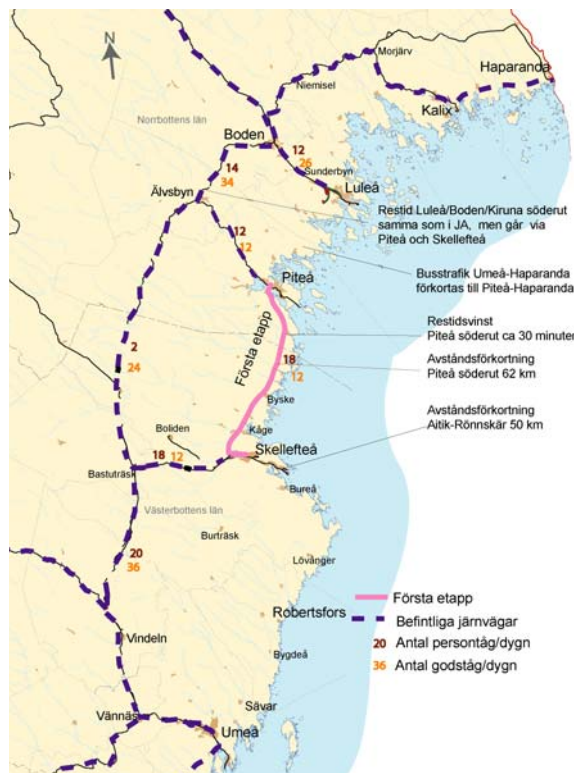 N
Morjärv
Haparanda
Niemisel
Kalix
Norrbottens län
Boden
12
26
Sunderbyn
14
34
Luleå
Älvsbyn
Restid Luleå/Boden/Kiruna söderut
samma som i JA, men går via
Piteå och Skellefteå
12
12
Busstrafik Umeå-Haparanda
förkortas till Piteå-Haparanda
Piteå
Restidsvinst
Piteå söderut ca 30 minuter
Första etapp
2
24
18
12
Avståndsförkortning
Piteå söderut 62 km
Byske
Avståndsförkortning
Aitik-Rönnskär 50 km
Boliden
Kåge
18
12
Skellefteå
Bastuträsk
Bureå
Västerbottens län
Burträsk
20
36
Lövånger
Första etapp
Robertsfors
Befintliga järnvägar
Vindeln
20 Antal persontåg/dygn
Bygdeå
36 Antal godståg/dygn
Sävar
Vännäs
Umeå